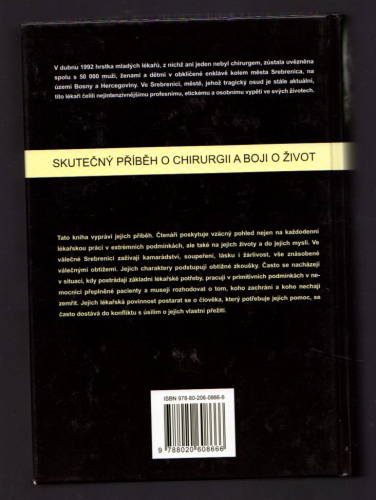 V dubnu 1992 hrstka mladých lékařů, z nichž ani jeden nebyl chirurgem, zůstala uvězněna
spolu s 50 000 muži, ženami a dětmi v obklíčené enklávě kolem města Srebrenica, na
území Bosny a Hercegoviny. Ve Srebrenici, městě, jehož tragický osud je stále aktuální,
tito lékaři čelili nejintenzivnějšímu profesnímu, etickému a osobnímu vypětí ve svých životech.
SKUTEČNÝ PŘÍBĚH O CHIRURGII A BOJI O ŽIVOT
Tato kniha vypráví jejich příběh. Čtenáři poskytuje vzácný pohled nejen na každodenní
lékařskou práci v extrémních podmínkách, ale také na jejich životy a do jejich mysli. Ve
válečné Srebrenici zažívají kamarádství, soupeření, lásku i žárlivost, vše znásobené
válečnými obtížemi. Jejich charaktery podstupují obtížné zkoušky. Často se nacházejí
v situaci, kdy postrádají základní lékařské potřeby, pracují v primitivních podmínkách v ne-
mocnici přeplněné pacienty a musejí rozhodovat o tom, koho zachrání a koho nechají
zemřít. Jejich lékařská povinnost postarat se o člověka, který potřebuje jejich pomoc, se
často dostává do konfliktu s úsilím o jejich vlastní přežití.
ISBN 978-80-206-0866-6
9 788020 608666